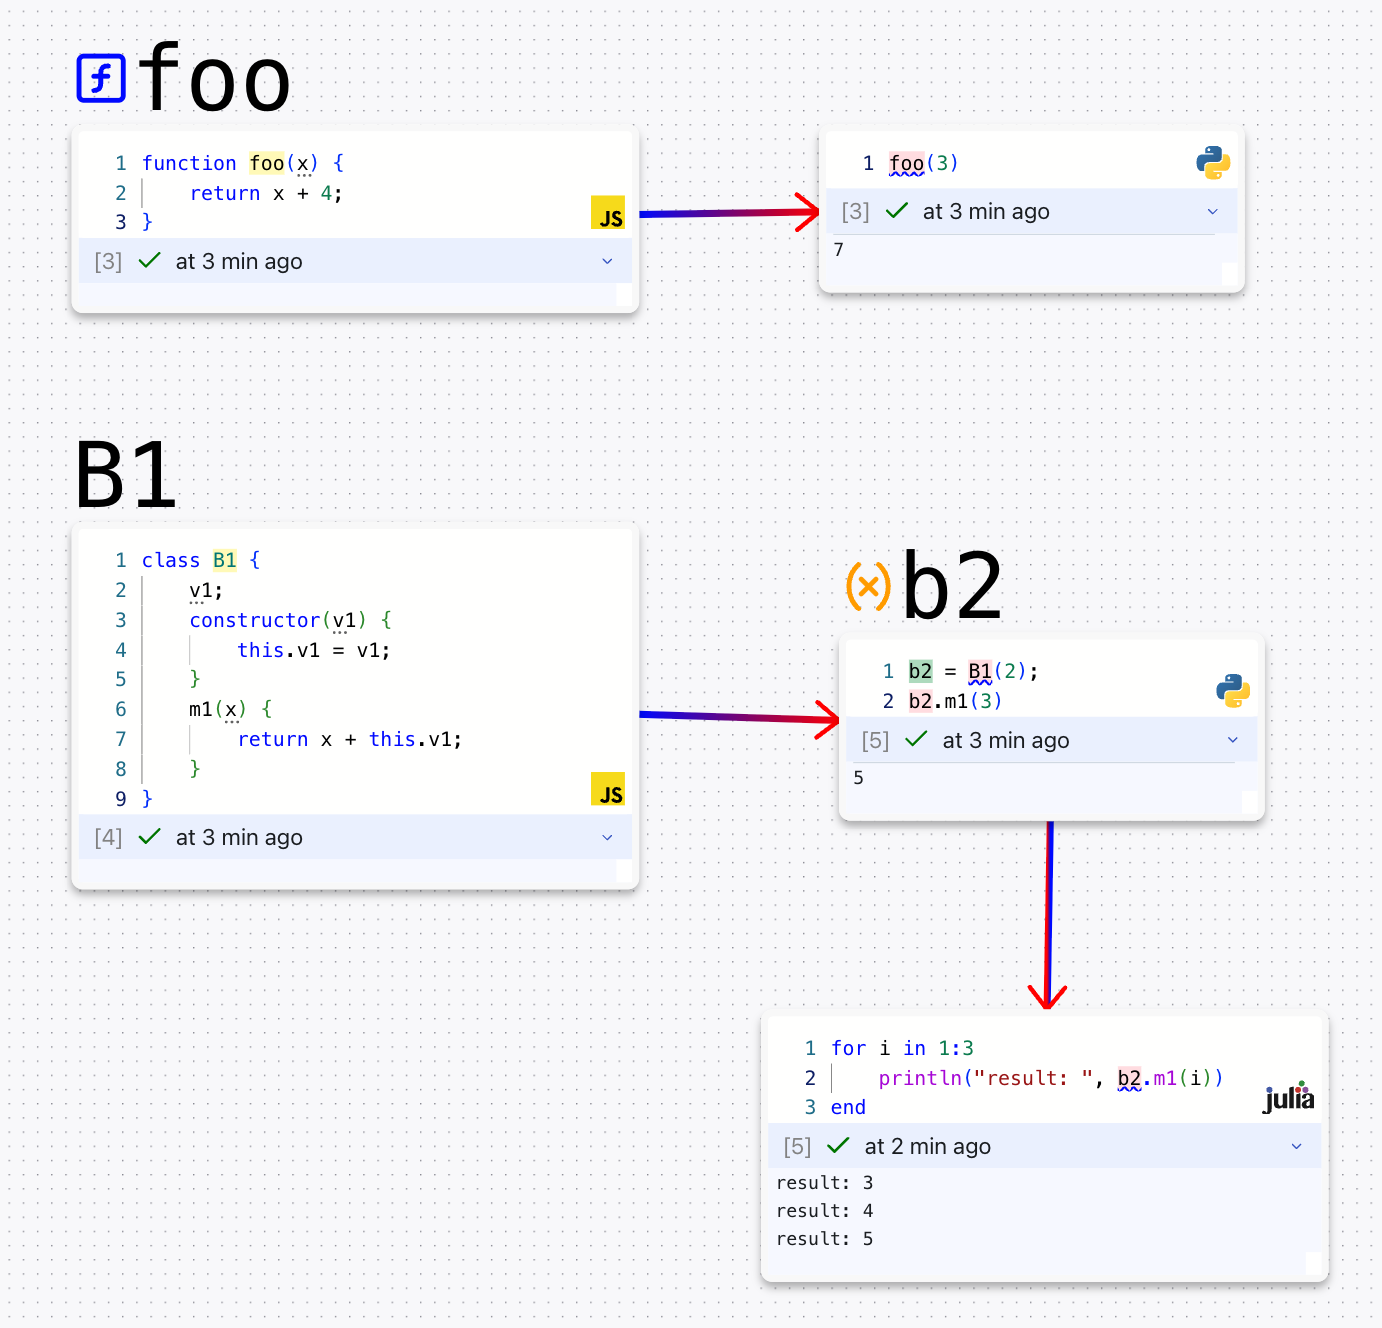 foo
1 function foo(x) {
2     return x + 4;
3 }
JS
[3] at 3 min ago
1 foo(3)
[3] at 3 min ago
7
B1
1 class B1 {
2     v1;
3     constructor(v1) {
4         this.v1 = v1;
5     }
6     m1(x) {
7         return x + this.v1;
8     }
9 }
JS
[4] at 3 min ago
(x) b2
1 b2 = B1(2);
2 b2.m1(3)
[5] at 3 min ago
5
1 for i in 1:3
2     println("result: ", b2.m1(i))
3 end
julia
[5] at 2 min ago
result: 3
result: 4
result: 5